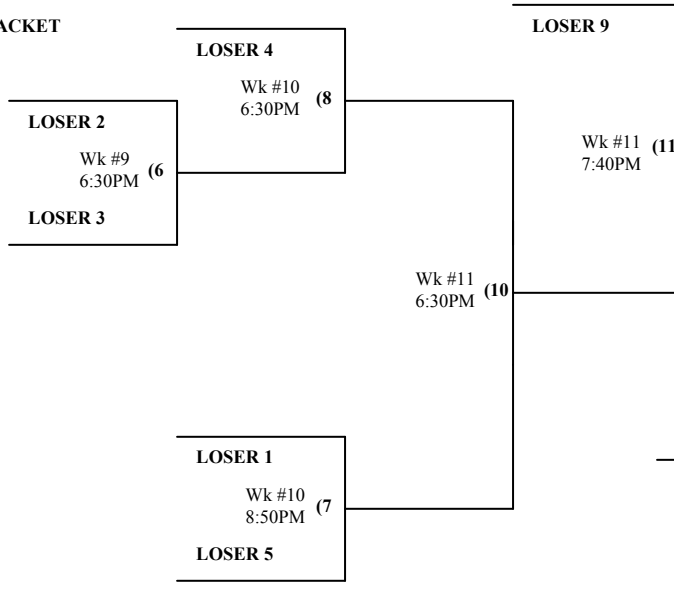 ACKET
LOSER 9
LOSER 4
Wk #10
6:30PM (8
LOSER 2
Wk #9
6:30PM (6
LOSER 3
Wk #11 (11
7:40PM
Wk #11
6:30PM (10
LOSER 1
Wk #10
8:50PM (7
LOSER 5